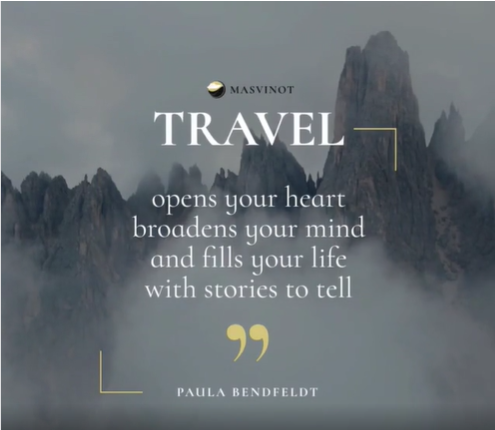 MASVINOT
TRAVEL
opens your heart
broadens your mind
and fills your life
with stories to tell
”
PAULA BENDFELDT